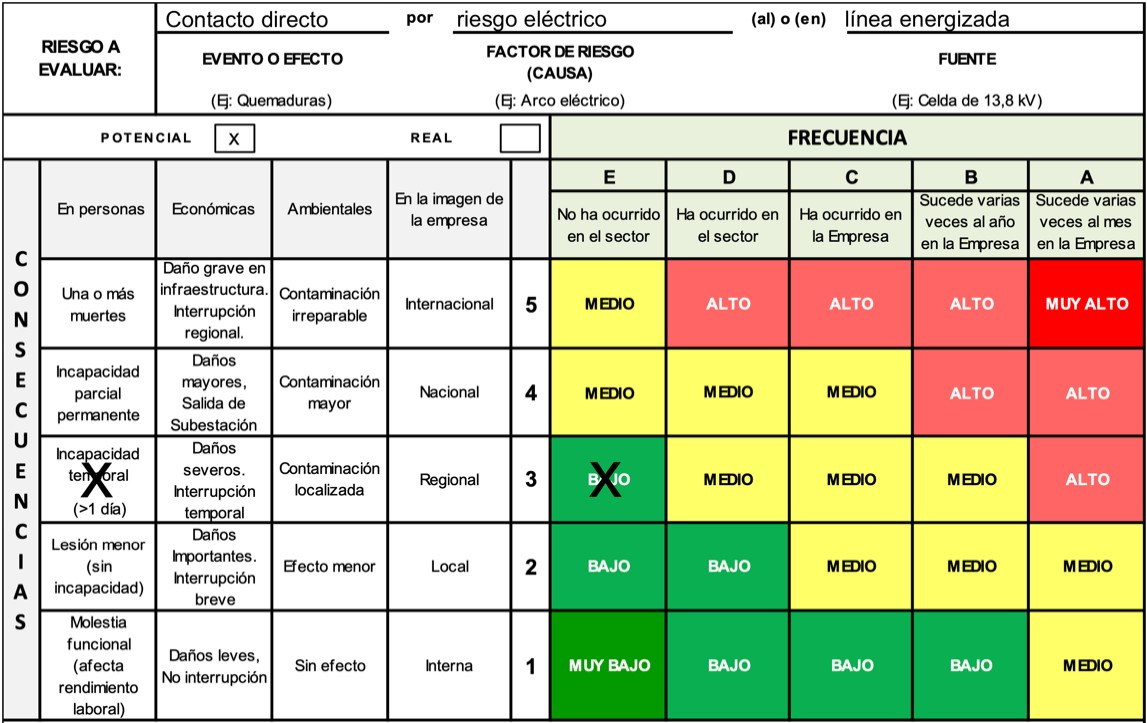 RIESGO A EVALUAR:
Contacto directo por riesgo eléctrico (al) o (en) línea energizada
EVENTO O EFECTO
FACTOR DE RIESGO
(CAUSA)
FUENTE
(Ej: Quemaduras)
(Ej: Arco eléctrico)
(Ej: Celda de 13,8 kV)
POTENCIAL X REAL
FRECUENCIA
CONSECUENCIAS
En personas
Económicas
Ambientales
En la imagen de
la empresa
E
D
C
B
A
No ha ocurrido
en el sector
Ha ocurrido en
el sector
Ha ocurrido en
la Empresa
Sucede varias
veces al año
en la Empresa
Sucede varias
veces al mes
en la Empresa
Una o más
muertes
Daño grave en
infraestructura.
Interrupción
regional.
Contaminación
irreparable
Internacional
5
MEDIO
ALTO
ALTO
ALTO
MUY ALTO
Incapacidad
parcial
permanente
Daños
mayores,
Salida de
Subestación
Contaminación
mayor
Nacional
4
MEDIO
MEDIO
MEDIO
ALTO
ALTO
Incapacidad
temporal
(>1 día)
X
Daños
severos.
Interrupción
temporal
Contaminación
localizada
Regional
3
BAJO
X
MEDIO
MEDIO
MEDIO
ALTO
Lesión menor
(sin
incapacidad)
Daños
Importantes.
Interrupción
breve
Efecto menor
Local
2
BAJO
BAJO
MEDIO
MEDIO
MEDIO
Molestia
funcional
(afecta
rendimiento
laboral)
Daños leves,
No interrupción
Sin efecto
Interna
1
MUY BAJO
BAJO
BAJO
BAJO
MEDIO